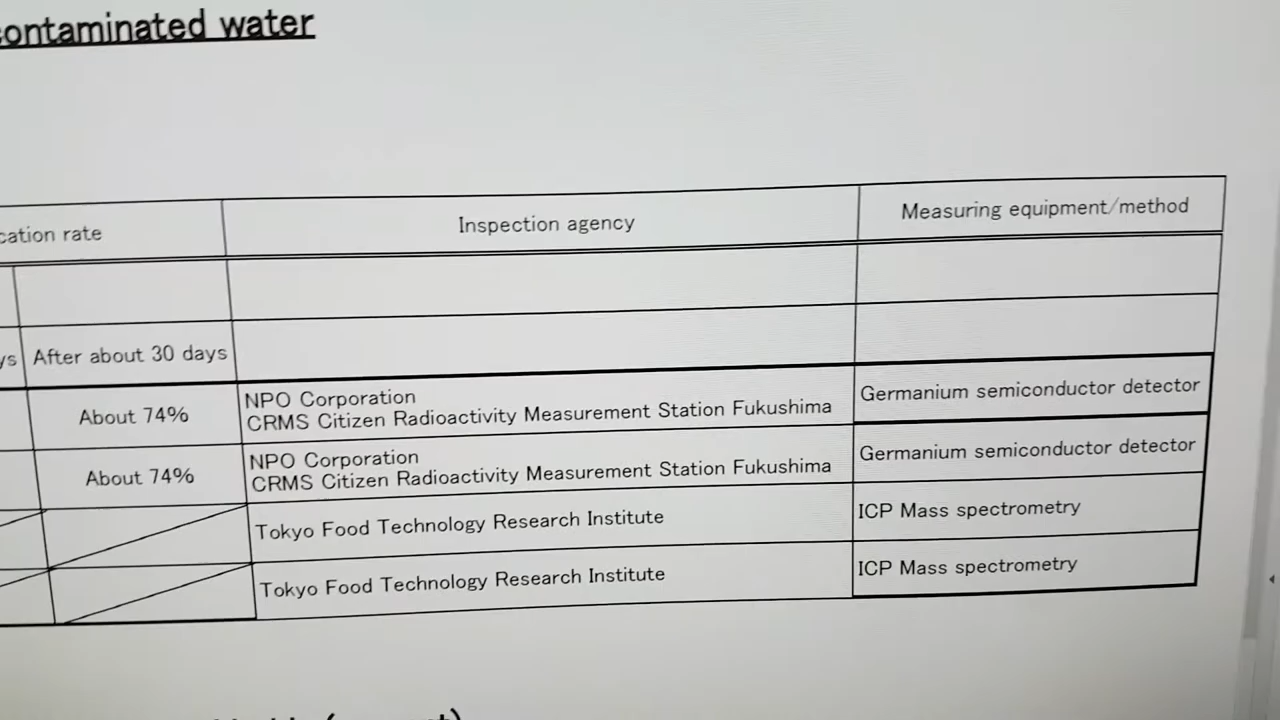 contaminated water
cation rate Inspection agency Measuring equipment/method
After about 30 days
About 74% NPO Corporation
CRMS Citizen Radioactivity Measurement Station Fukushima Germanium semiconductor detector
About 74% NPO Corporation
CRMS Citizen Radioactivity Measurement Station Fukushima Germanium semiconductor detector
Tokyo Food Technology Research Institute ICP Mass spectrometry
Tokyo Food Technology Research Institute ICP Mass spectrometry